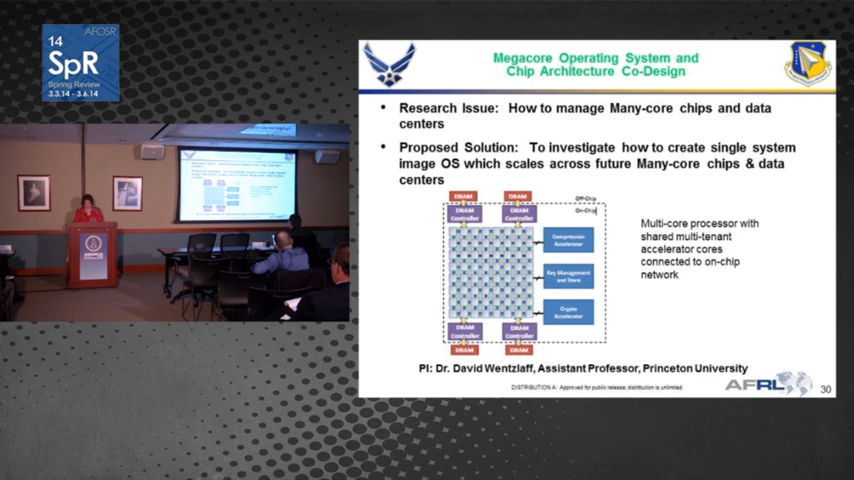 AFOSR
14
SpR
Spring Review
3.3.14 - 3.6.14
Megacore Operating System and
Chip Architecture Co-Design
• Research Issue: How to manage Many-core chips and data
centers
• Proposed Solution: To investigate how to create single system
image OS which scales across future Many-core chips & data
centers
DRAM DRAM
Off-Chip
On-Chip
DRAM
Controller
DRAM
Controller
Compression
Accelerator
Key Management
and Store
Crypto
Accelerator
DRAM
Controller
DRAM
Controller
DRAM DRAM
Multi-core processor with
shared multi-tenant
accelerator cores
connected to on-chip
network
PI: Dr. David Wentzlaff, Assistant Professor, Princeton University
DISTRIBUTION A: Approved for public release; distribution is unlimited.
AFRL
30